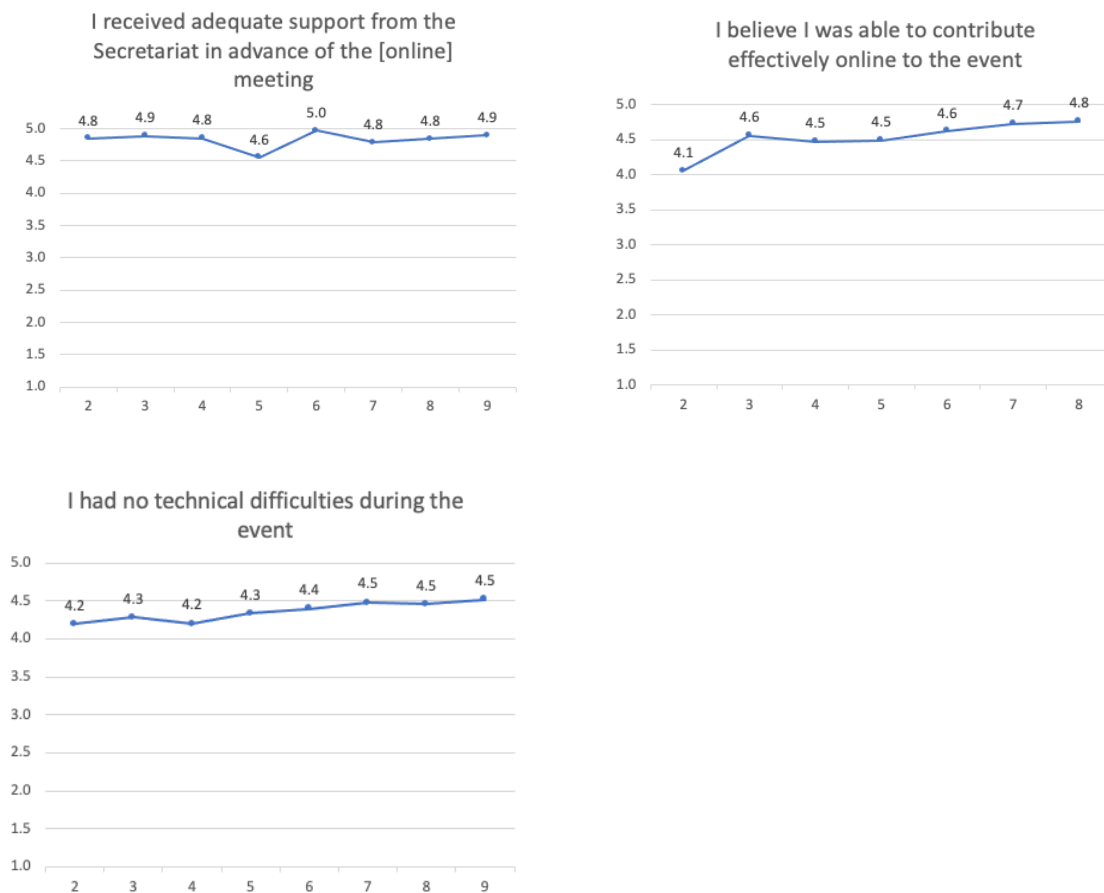 I received adequate support from the
Secretariat in advance of the [online]
meeting
4.8 4.9 4.8 4.6 5.0 4.8 4.8 4.9
5.0
4.5
4.0
3.5
3.0
2.5
2.0
1.5
1.0
2 3 4 5 6 7 8 9
I believe I was able to contribute
effectively online to the event
4.1 4.6 4.5 4.5 4.6 4.7 4.8
5.0
4.5
4.0
3.5
3.0
2.5
2.0
1.5
1.0
2 3 4 5 6 7 8
I had no technical difficulties during the
event
4.2 4.3 4.2 4.3 4.4 4.5 4.5 4.5
5.0
4.5
4.0
3.5
3.0
2.5
2.0
1.5
1.0
2 3 4 5 6 7 8 9